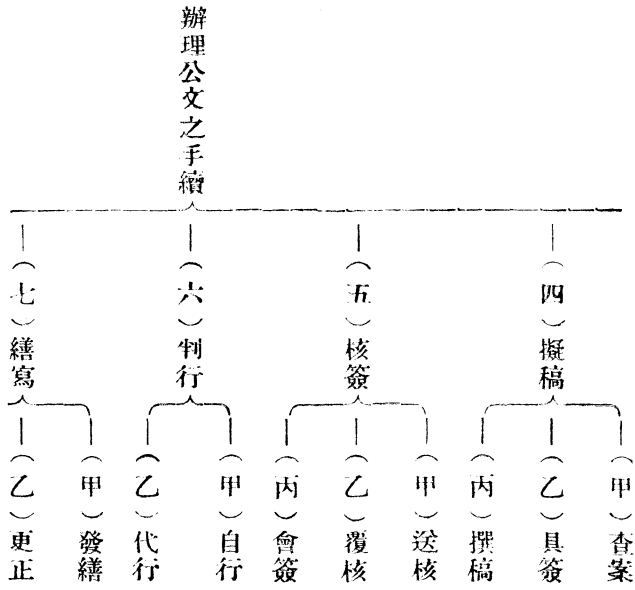 辦理公文之手續
（四）擬稿
（甲）查案
（乙）具簽
（丙）撰稿
（五）核簽
（甲）送核
（乙）覆核
（丙）會簽
（六）判行
（甲）自行
（乙）代行
（七）繕寫
（甲）發繕
（乙）更正